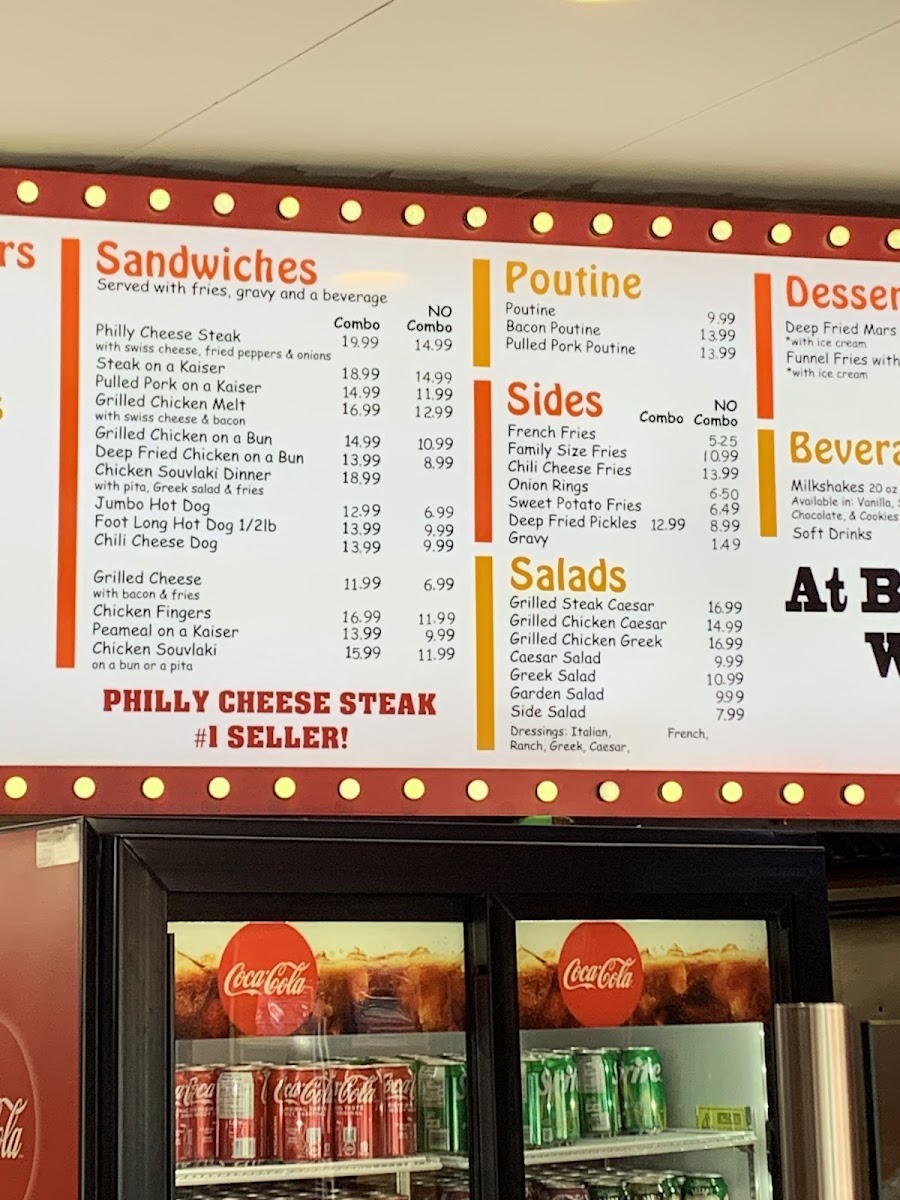 rs
s
Sandwiches
Served with fries, gravy and a beverage
Combo NO Combo
Philly Cheese Steak 19.99 14.99
with swiss cheese, fried peppers & onions
Steak on a Kaiser 18.99 14.99
Pulled Pork on a Kaiser 14.99 11.99
Grilled Chicken Melt 16.99 12.99
with swiss cheese & bacon
Grilled Chicken on a Bun 14.99 10.99
Deep Fried Chicken on a Bun 13.99 8.99
Chicken Souvlaki Dinner 18.99
with pita, Greek salad & fries
Jumbo Hot Dog 12.99 6.99
Foot Long Hot Dog 1/2lb 13.99 9.99
Chili Cheese Dog 13.99 9.99
Grilled Cheese 11.99 6.99
with bacon & fries
Chicken Fingers 16.99 11.99
Peameal on a Kaiser 13.99 9.99
Chicken Souvlaki 15.99 11.99
on a bun or a pita
PHILLY CHEESE STEAK
#1 SELLER!
Poutine
Poutine 9.99
Bacon Poutine 13.99
Pulled Pork Poutine 13.99
Sides
Combo NO Combo
French Fries 5.25
Family Size Fries 10.99
Chili Cheese Fries 13.99
Onion Rings 6.50
Sweet Potato Fries 6.49
Deep Fried Pickles 12.99 8.99
Gravy 1.49
Salads
Grilled Steak Caesar 16.99
Grilled Chicken Caesar 14.99
Grilled Chicken Greek 16.99
Caesar Salad 9.99
Greek Salad 10.99
Garden Salad 9.99
Side Salad 7.99
Dressings: Italian, French,
Ranch, Greek, Caesar,
Desser
Deep Fried Mars
*with ice cream
Funnel Fries with
*with ice cream
Bevera
Milkshakes 20 oz
Available in: Vanilla, S
Chocolate, & Cookies
Soft Drinks
At B
W
Coca-Cola
Coca-Cola
Coca-Cola
Coca-Cola
Sprite
Sprite